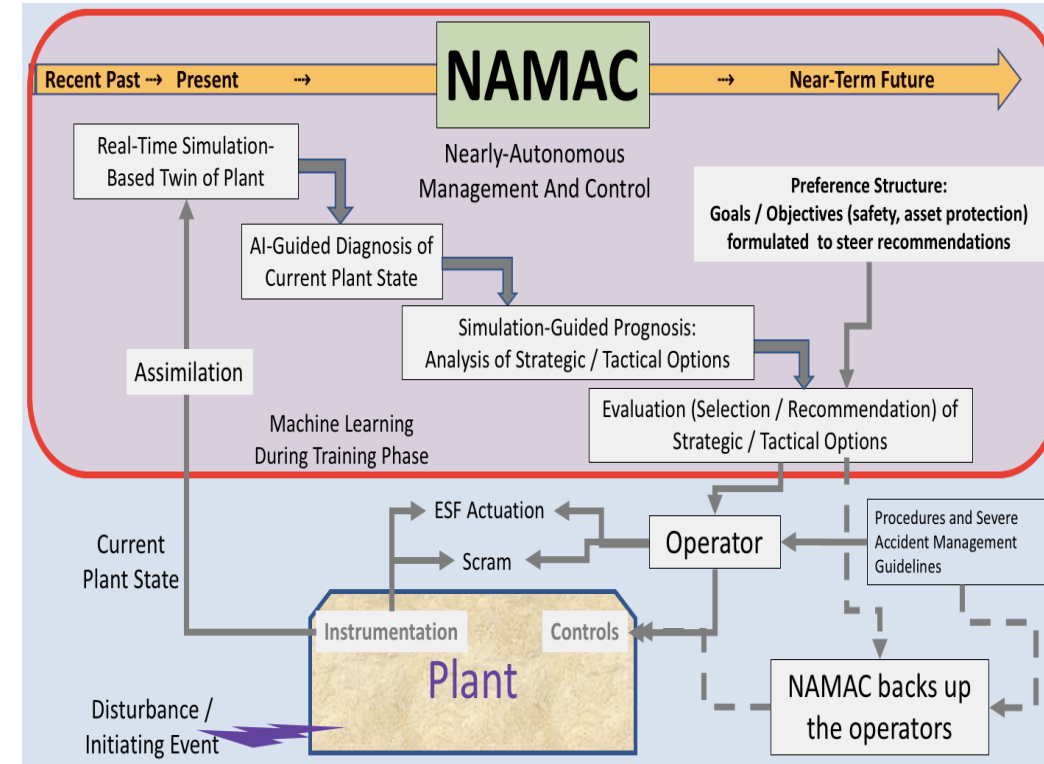 Recent Past ⇢ Present ⇢
NAMAC
⇢ Near-Term Future
Nearly-Autonomous
Management And Control
Real-Time Simulation-
Based Twin of Plant
Preference Structure:
Goals / Objectives (safety, asset protection)
formulated to steer recommendations
AI-Guided Diagnosis of
Current Plant State
Simulation-Guided Prognosis:
Analysis of Strategic / Tactical Options
Assimilation
Evaluation (Selection / Recommendation) of
Strategic / Tactical Options
Machine Learning
During Training Phase
ESF Actuation
Scram
Operator
Procedures and Severe
Accident Management
Guidelines
Current
Plant State
Instrumentation
Controls
Plant
NAMAC backs up
the operators
Disturbance /
Initiating Event